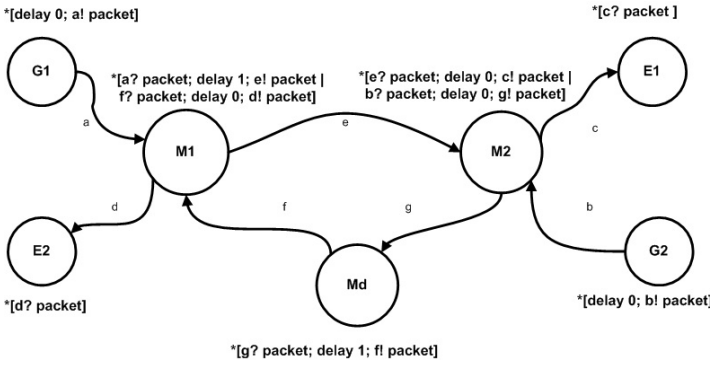 *[delay 0; a! packet]
*[c? packet ]
G1
E1
*[a? packet; delay 1; e! packet |
f? packet; delay 0; d! packet]
*[e? packet; delay 0; c! packet |
b? packet; delay 0; g! packet]
a
e
c
M1
M2
d
f
g
b
E2
G2
Md
*[d? packet]
*[delay 0; b! packet]
*[g? packet; delay 1; f! packet]